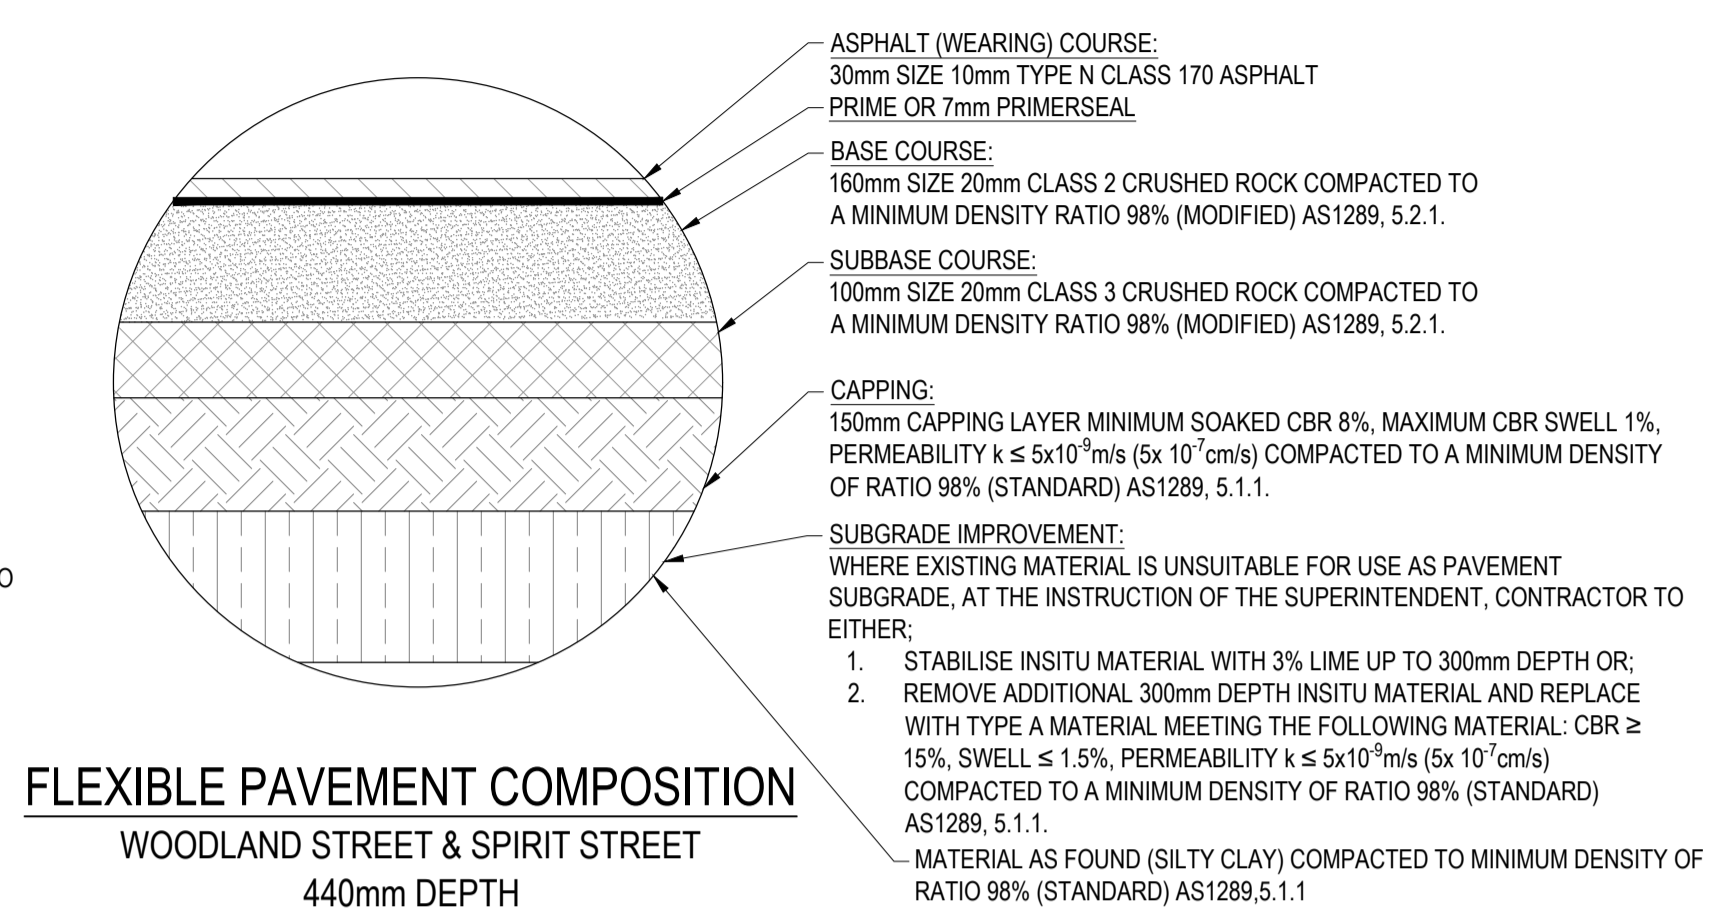 ASPHALT (WEARING) COURSE:
30mm SIZE 10mm TYPE N CLASS 170 ASPHALT
PRIME OR 7mm PRIMERSEAL
BASE COURSE:
160mm SIZE 20mm CLASS 2 CRUSHED ROCK COMPACTED TO
A MINIMUM DENSITY RATIO 98% (MODIFIED) AS1289, 5.2.1.
SUBBASE COURSE:
100mm SIZE 20mm CLASS 3 CRUSHED ROCK COMPACTED TO
A MINIMUM DENSITY RATIO 98% (MODIFIED) AS1289, 5.2.1.
CAPPING:
150mm CAPPING LAYER MINIMUM SOAKED CBR 8%, MAXIMUM CBR SWELL 1%,
PERMEABILITY k ≤ 5x10⁻⁹m/s (5x 10⁻⁷cm/s) COMPACTED TO A MINIMUM DENSITY
OF RATIO 98% (STANDARD) AS1289, 5.1.1.
SUBGRADE IMPROVEMENT:
WHERE EXISTING MATERIAL IS UNSUITABLE FOR USE AS PAVEMENT
SUBGRADE, AT THE INSTRUCTION OF THE SUPERINTENDENT, CONTRACTOR TO
EITHER;
1. STABILISE INSITU MATERIAL WITH 3% LIME UP TO 300mm DEPTH OR;
2. REMOVE ADDITIONAL 300mm DEPTH INSITU MATERIAL AND REPLACE
WITH TYPE A MATERIAL MEETING THE FOLLOWING MATERIAL: CBR ≥
15%, SWELL ≤ 1.5%, PERMEABILITY k ≤ 5x10⁻⁹m/s (5x 10⁻⁷cm/s)
COMPACTED TO A MINIMUM DENSITY OF RATIO 98% (STANDARD)
AS1289, 5.1.1.
MATERIAL AS FOUND (SILTY CLAY) COMPACTED TO MINIMUM DENSITY OF
RATIO 98% (STANDARD) AS1289,5.1.1
O
FLEXIBLE PAVEMENT COMPOSITION
WOODLAND STREET & SPIRIT STREET
440mm DEPTH